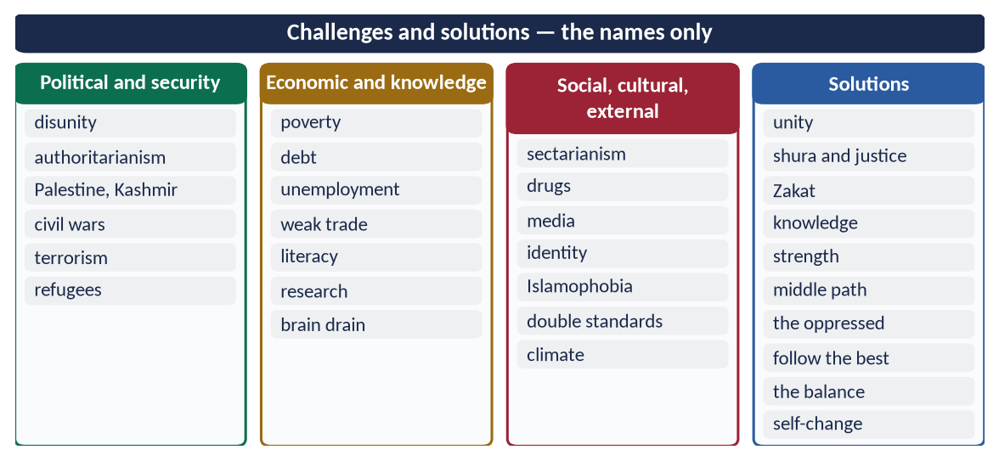 Challenges and solutions — the names only
Political and security
disunity
authoritarianism
Palestine, Kashmir
civil wars
terrorism
refugees
Economic and knowledge
poverty
debt
unemployment
weak trade
literacy
research
brain drain
Social, cultural,
external
sectarianism
drugs
media
identity
Islamophobia
double standards
climate
Solutions
unity
shura and justice
Zakat
knowledge
strength
middle path
the oppressed
follow the best
the balance
self-change